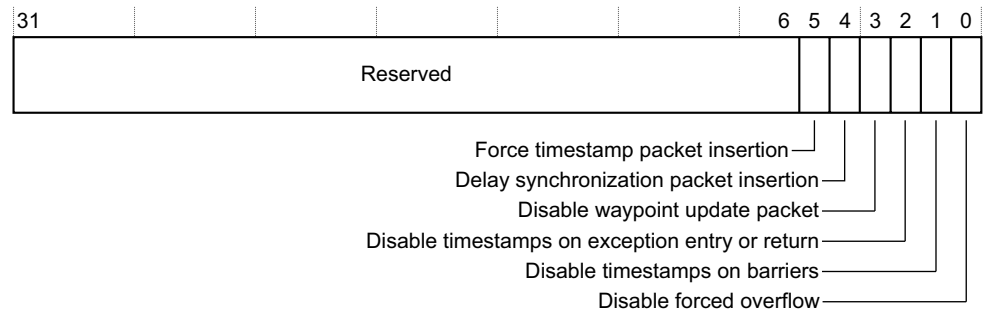 31 6 5 4 3 2 1 0
Reserved
Force timestamp packet insertion
Delay synchronization packet insertion
Disable waypoint update packet
Disable timestamps on exception entry or return
Disable timestamps on barriers
Disable forced overflow